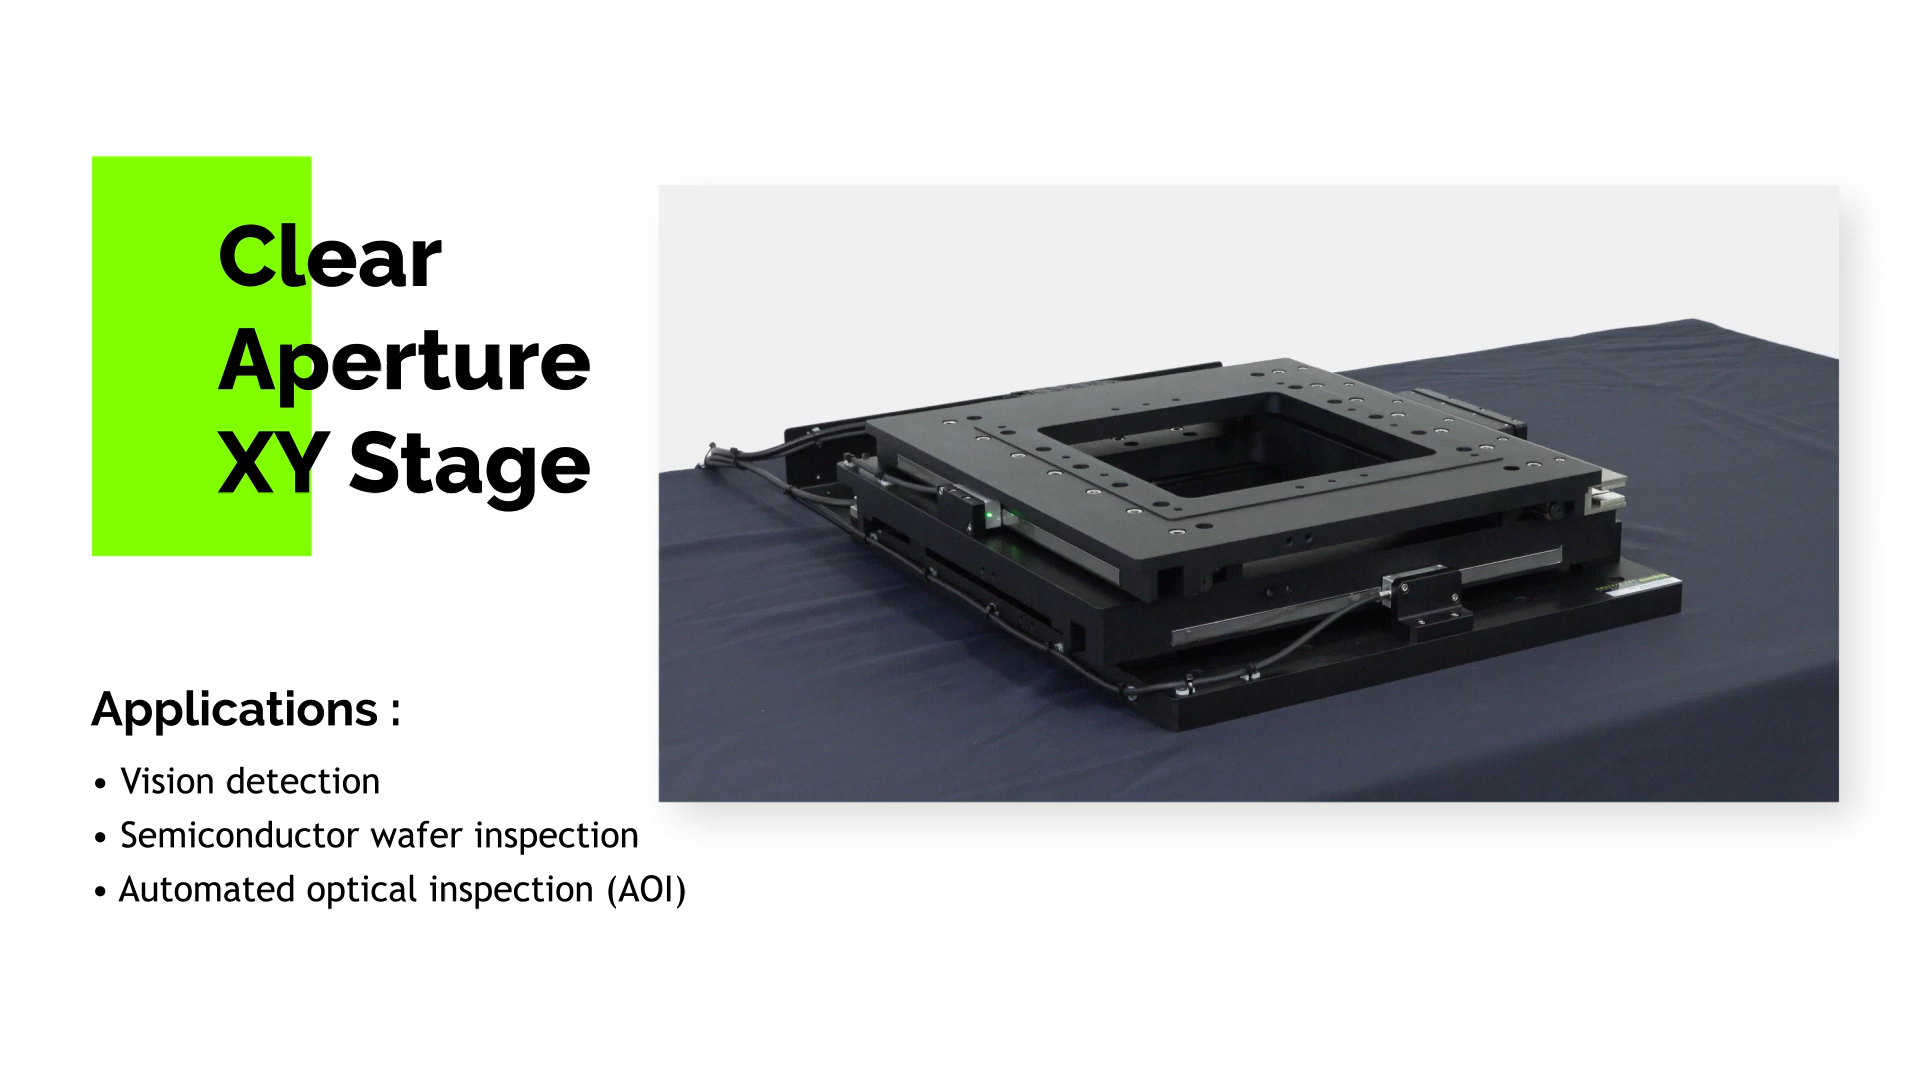 Clear
Aperture
XY Stage
Applications :
• Vision detection
• Semiconductor wafer inspection
• Automated optical inspection (AOI)